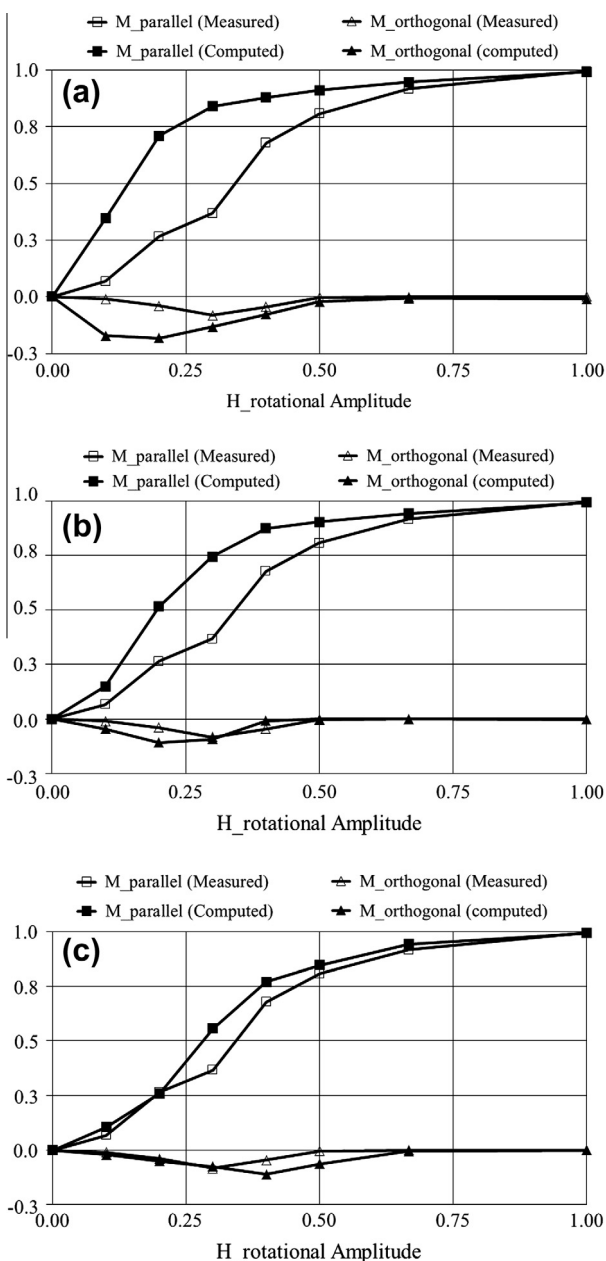 M_parallel (Measured) M_orthogonal (Measured)
M_parallel (Computed) M_orthogonal (computed)
(a)
1.0
0.8
0.5
0.3
0.0
-0.3
0.00 0.25 0.50 0.75 1.00
H_rotational Amplitude
M_parallel (Measured) M_orthogonal (Measured)
M_parallel (Computed) M_orthogonal (computed)
(b)
1.0
0.8
0.5
0.3
0.0
-0.3
0.00 0.25 0.50 0.75 1.00
H_rotational Amplitude
M_parallel (Measured) M_orthogonal (Measured)
M_parallel (Computed) M_orthogonal (computed)
(c)
1.0
0.8
0.5
0.3
0.0
-0.3
0.00 0.25 0.50 0.75 1.00
H_rotational Amplitude